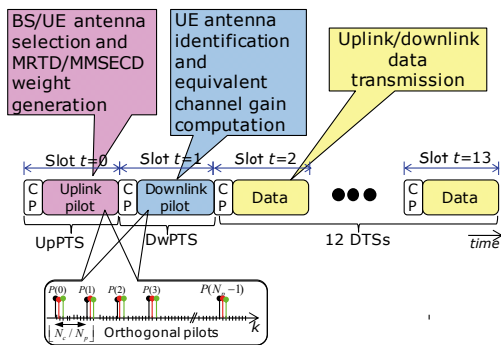 BS/UE antenna
selection and
MRTD/MMSECD
weight
generation
UE antenna
identification
and
equivalent
channel gain
computation
Uplink/downlink
data
transmission
Slot t=0
Slot t=1
Slot t=2
Slot t=13
CP
Uplink
pilot
CP
Downlink
pilot
CP
Data
CP
Data
UpPTS
DwPTS
12 DTSs
time
P(0) P(1) P(2) P(3) P(Np-1)
k
⌊Nc/Np⌋ Orthogonal pilots